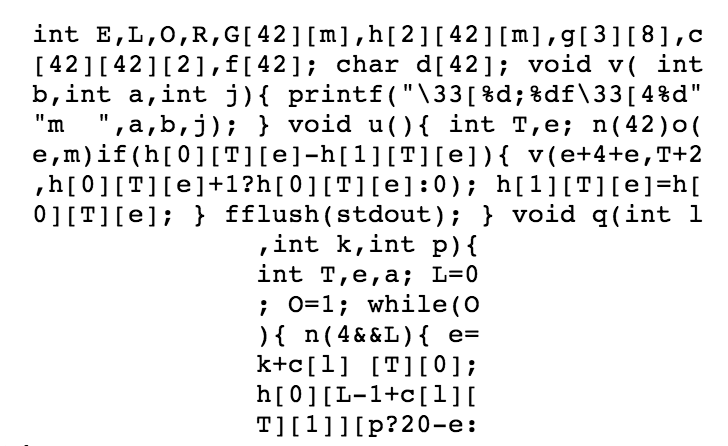 int E,L,O,R,G[42][m],h[2][42][m],g[3][8],c
[42][42][2],f[42]; char d[42]; void v( int
b,int a,int j){ printf("\33[%d;%df\33[4%d"
"m  ",a,b,j); } void u(){ int T,e; n(42)o(
e,m)if(h[0][T][e]-h[1][T][e]){ v(e+4+e,T+2
,h[0][T][e]+1?h[0][T][e]:0); h[1][T][e]=h[
0][T][e]; } fflush(stdout); } void q(int l
,int k,int p){
int T,e,a; L=0
; O=1; while(O
){ n(4&&L){ e=
k+c[l] [T][0];
h[0][L-1+c[l][
T][1]][p?20-e: